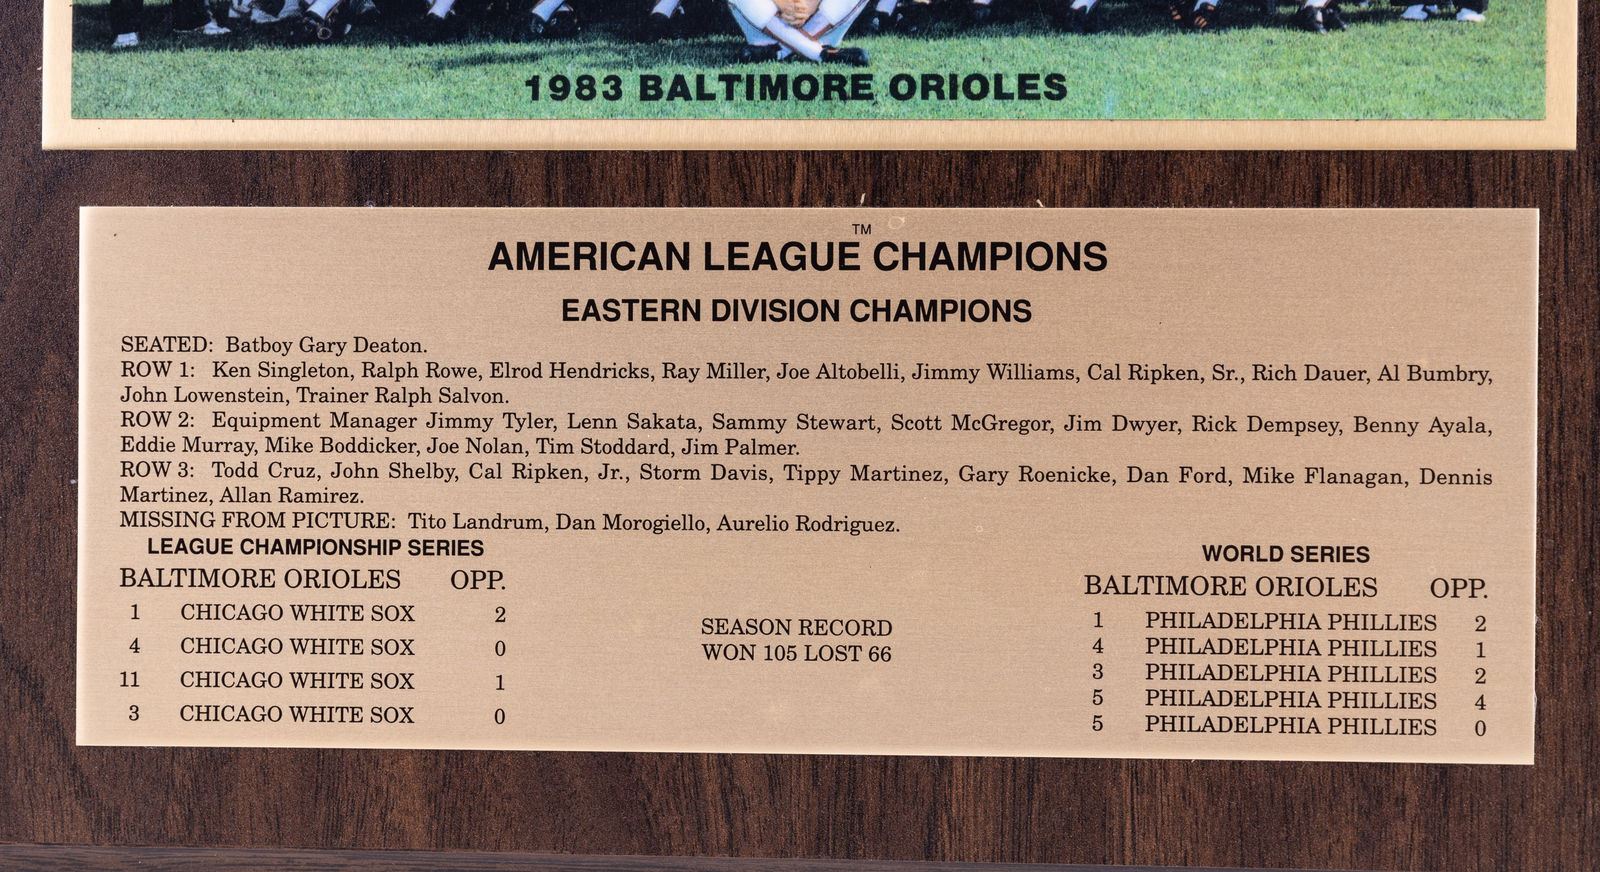 1983 BALTIMORE ORIOLES
TM
AMERICAN LEAGUE CHAMPIONS
EASTERN DIVISION CHAMPIONS
SEATED: Batboy Gary Deaton.
ROW 1: Ken Singleton, Ralph Rowe, Elrod Hendricks, Ray Miller, Joe Altobelli, Jimmy Williams, Cal Ripken, Sr., Rich Dauer, Al Bumbry,
John Lowenstein, Trainer Ralph Salvon.
ROW 2: Equipment Manager Jimmy Tyler, Lenn Sakata, Sammy Stewart, Scott McGregor, Jim Dwyer, Rick Dempsey, Benny Ayala,
Eddie Murray, Mike Boddicker, Joe Nolan, Tim Stoddard, Jim Palmer.
ROW 3: Todd Cruz, John Shelby, Cal Ripken, Jr., Storm Davis, Tippy Martinez, Gary Roenicke, Dan Ford, Mike Flanagan, Dennis
Martinez, Allan Ramirez.
MISSING FROM PICTURE: Tito Landrum, Dan Morogiello, Aurelio Rodriguez.
LEAGUE CHAMPIONSHIP SERIES
BALTIMORE ORIOLES OPP.
1 CHICAGO WHITE SOX 2
4 CHICAGO WHITE SOX 0
11 CHICAGO WHITE SOX 1
3 CHICAGO WHITE SOX 0
SEASON RECORD
WON 105 LOST 66
WORLD SERIES
BALTIMORE ORIOLES OPP.
1 PHILADELPHIA PHILLIES 2
4 PHILADELPHIA PHILLIES 1
3 PHILADELPHIA PHILLIES 2
5 PHILADELPHIA PHILLIES 4
5 PHILADELPHIA PHILLIES 0